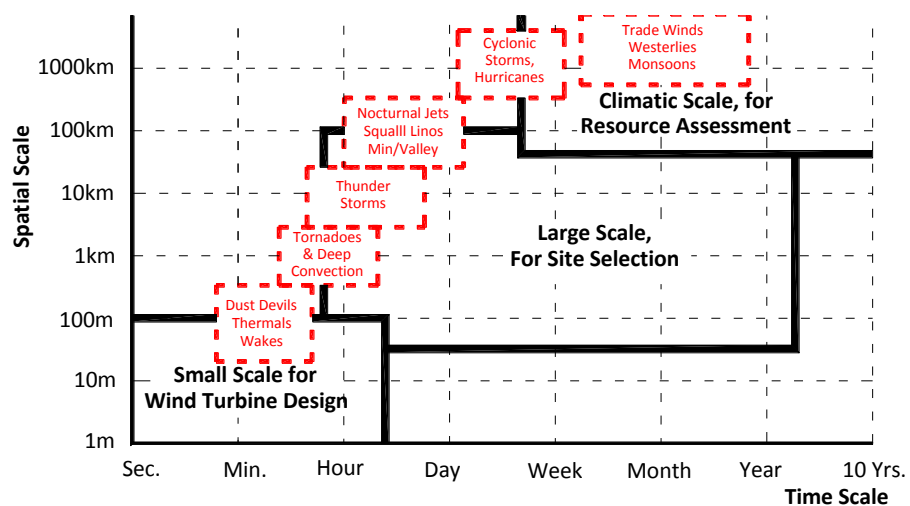 Spatial Scale
1000km
100km
10km
1km
100m
10m
1m
Cyclonic
Storms,
Hurricanes
Trade Winds
Westerlies
Monsoons
Climatic Scale, for
Resource Assessment
Nocturnal Jets
Squalll Linos
Min/Valley
Thunder
Storms
Large Scale,
For Site Selection
Tornadoes
& Deep
Convection
Dust Devils
Thermals
Wakes
Small Scale for
Wind Turbine Design
Sec.
Min.
Hour
Day
Week
Month
Year
10 Yrs.
Time Scale